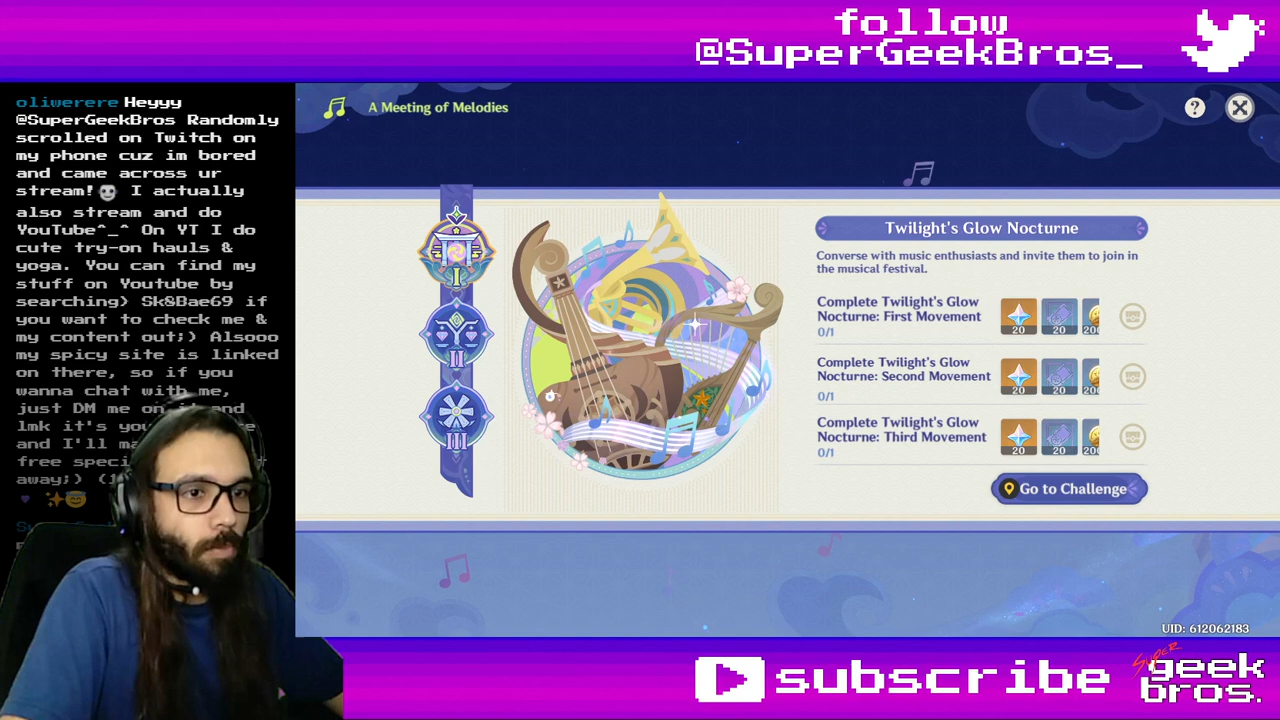 follow
@SuperGeekBros_
oliwerere Heyyy
@SuperGeekBros Randomly
scrolled on Twitch on
my phone cuz im bored
and came across ur
stream! I actually
also stream and do
YouTube^_^ On YT I do
cute try-on hauls &
yoga. You can find my
stuff on Youtube by
searching) Sk&Bae69 if
you want to check me &
my content out;) Alsooo
my spicy site is linked
on there, so if you
wanna chat with me,
just DM me on and
lmk it's
and I'll
free
away;)
A Meeting of Melodies
?
I
II
III
Twilight's Glow Nocturne
Converse with music enthusiasts and invite them to join in
the musical festival.
Complete Twilight's Glow
Nocturne: First Movement
0/1
20 20 200
Complete Twilight's Glow
Nocturne: Second Movement
0/1
20 20 200
Complete Twilight's Glow
Nocturne: Third Movement
0/1
20 20 200
Go to Challenge
UID: 612062183
subscribe
SUPER
geek
bros.